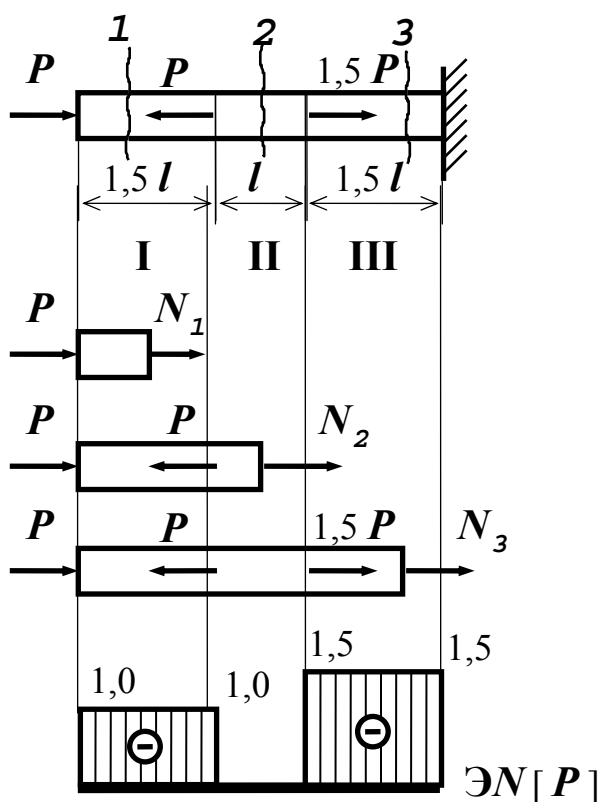 1 2 3
P P 1,5 P
1,5 l l 1,5 l
I II III
P N₁
P P N₂
P P 1,5 P N₃
1,5 1,5
1,0 1,0
ЭN [ P ]